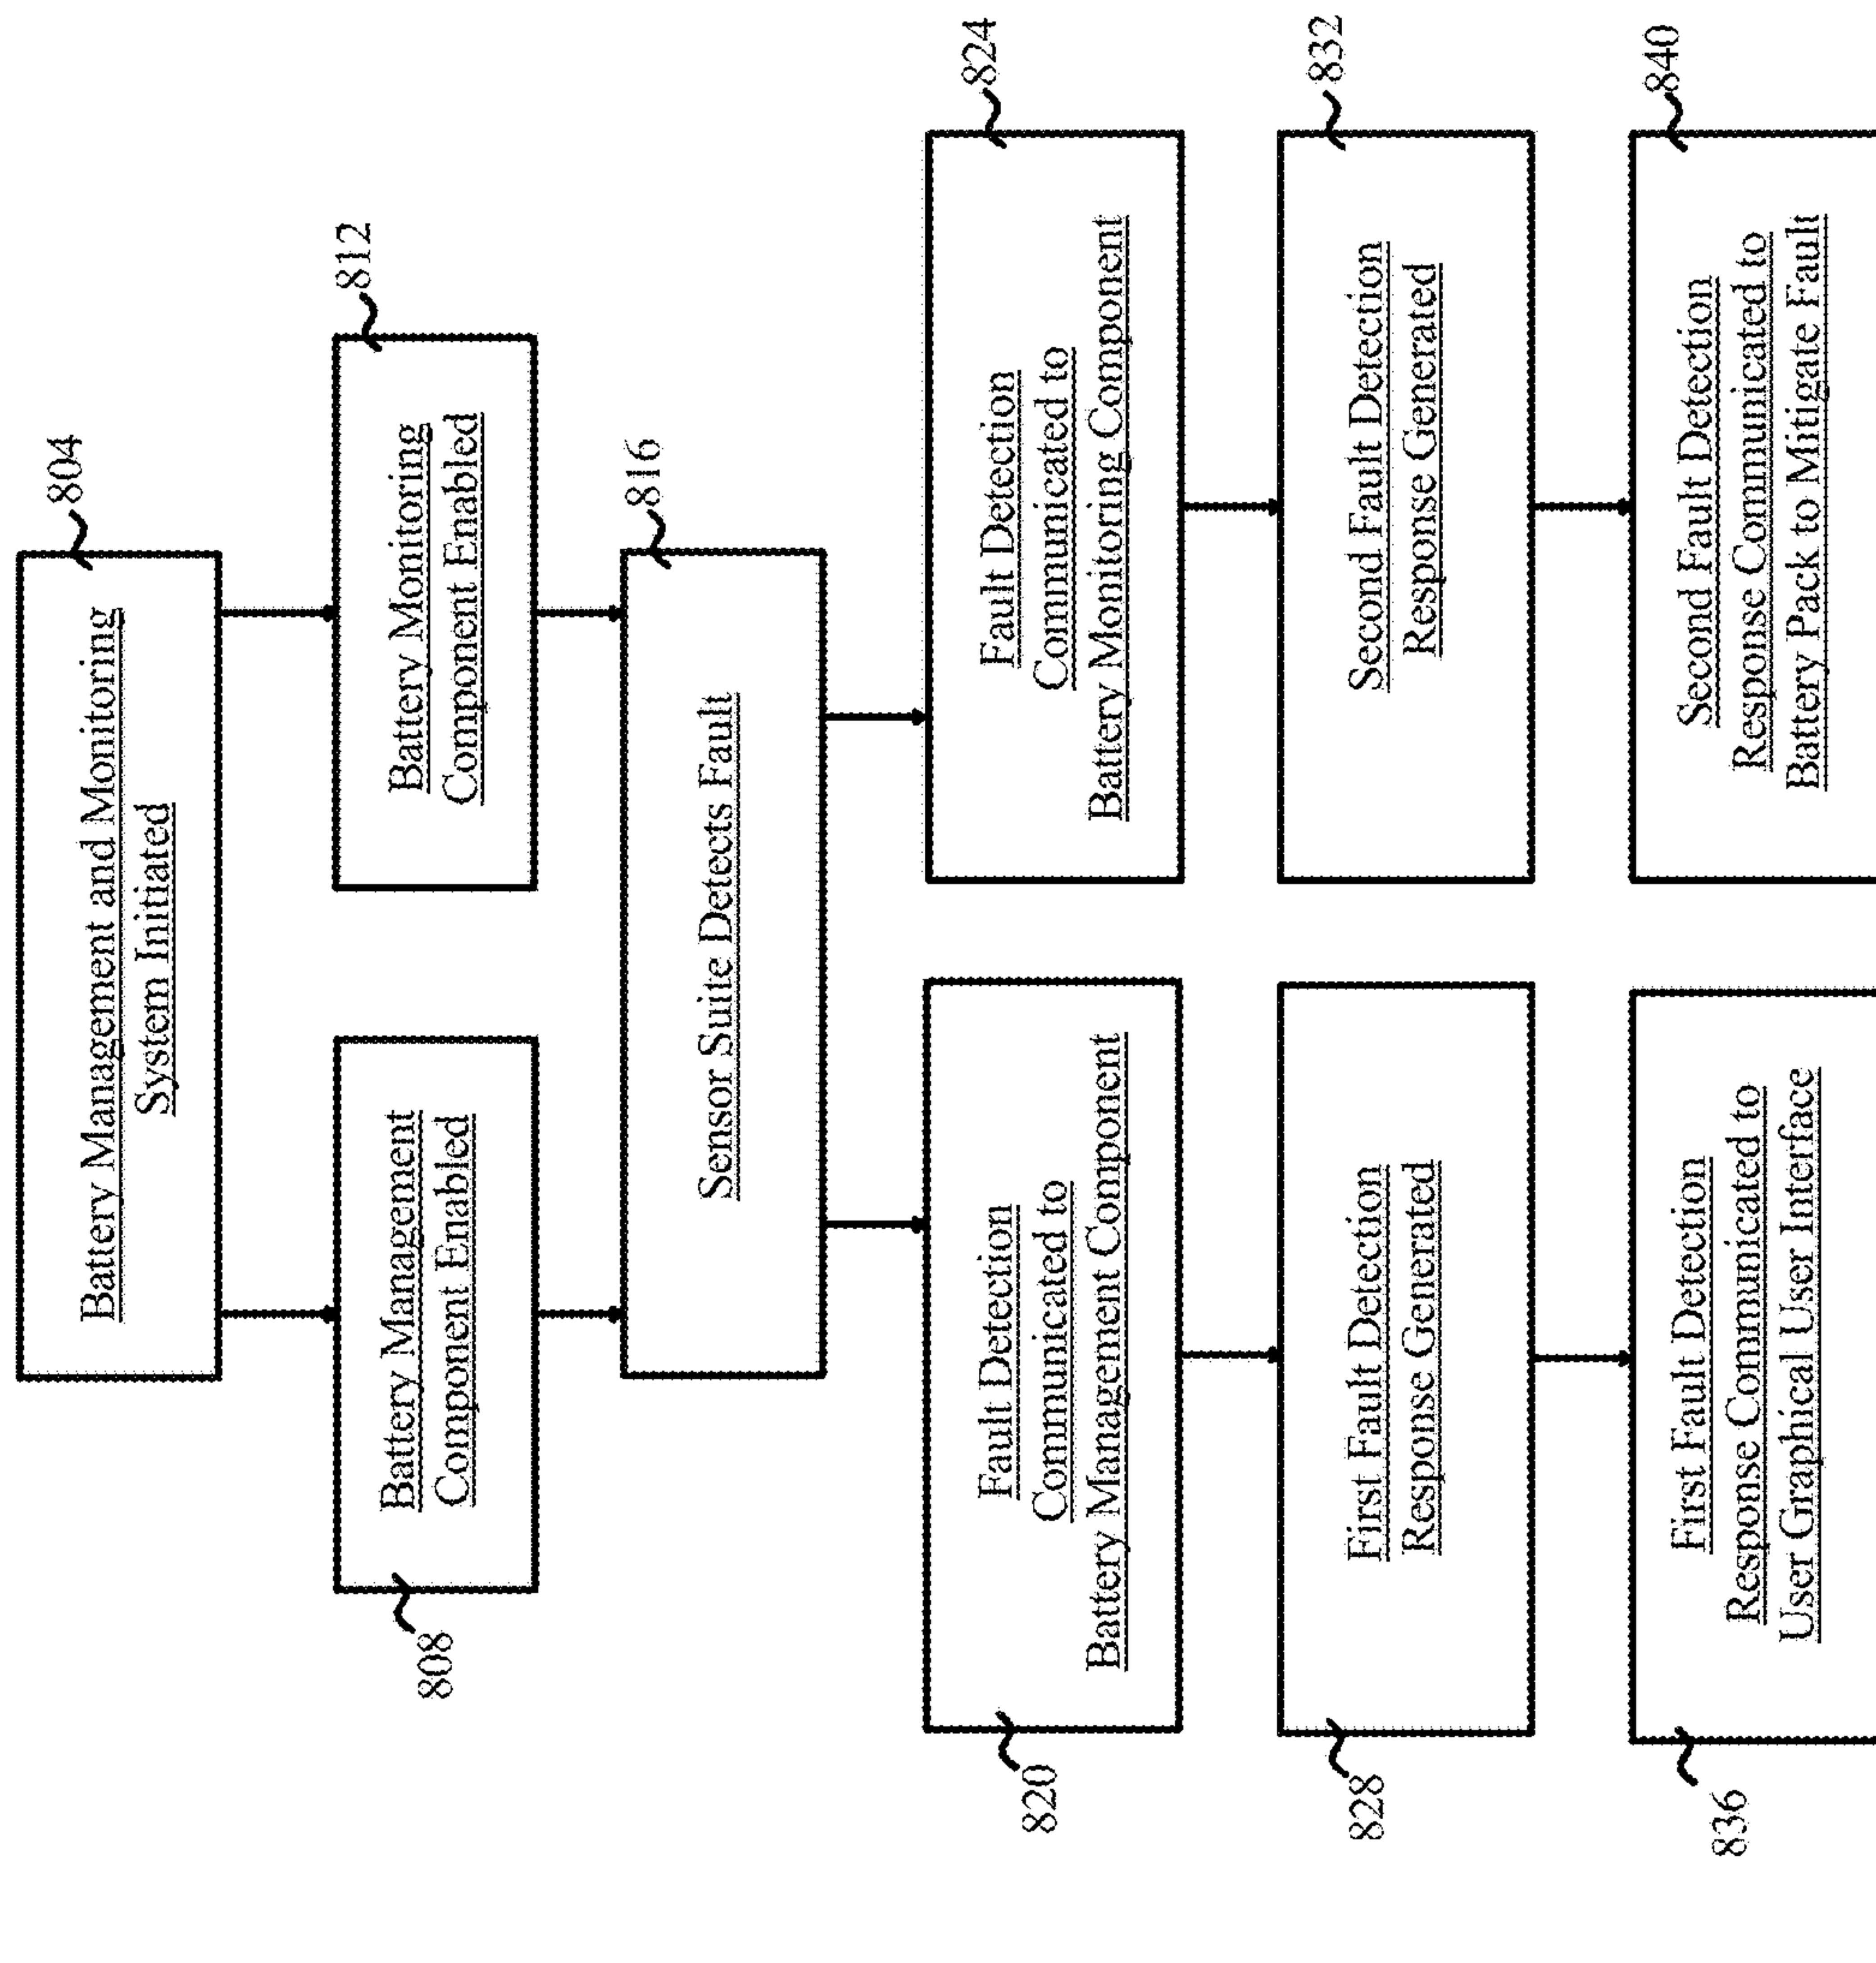 804
Battery Management and Monitoring
System Initiated
808
Battery Management
Component Enabled
812
Battery Monitoring
Component Enabled
816
Sensor Suite Detects Fault
820
Fault Detection
Communicated to
Battery Management Component
824
Fault Detection
Communicated to
Battery Monitoring Component
828
First Fault Detection
Response Generated
832
Second Fault Detection
Response Generated
836
First Fault Detection
Response Communicated to
User Graphical User Interface
840
Second Fault Detection
Response Communicated to
Battery Pack to Mitigate Fault